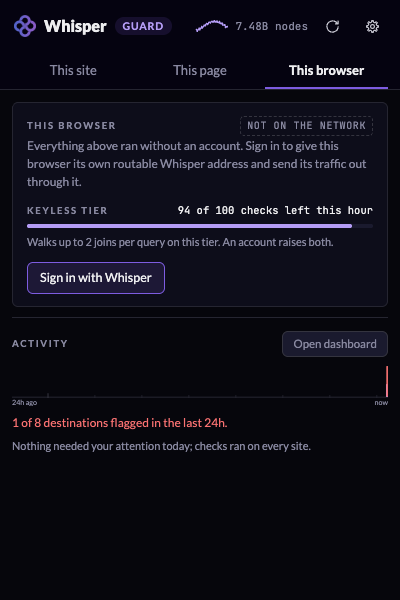 Whisper GUARD 7.48B nodes
This site This page This browser
THIS BROWSER NOT ON THE NETWORK
Everything above ran without an account. Sign in to give this
browser its own routable Whisper address and send its traffic out
through it.
KEYLESS TIER 94 of 100 checks left this hour
Walks up to 2 joins per query on this tier. An account raises both.
Sign in with Whisper
ACTIVITY Open dashboard
24h ago now
1 of 8 destinations flagged in the last 24h.
Nothing needed your attention today; checks ran on every site.